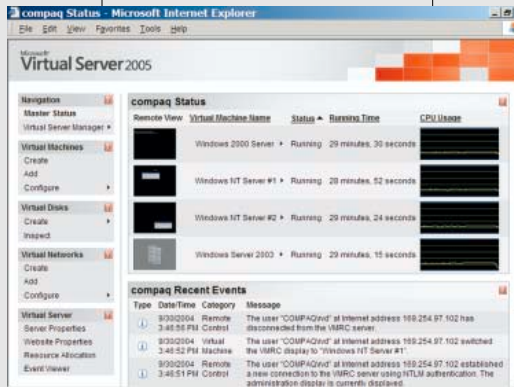 compaq Status - Microsoft Internet Explorer
File Edit View Favorites Tools Help
Microsoft
Virtual Server 2005
Navigation
Master Status
Virtual Server Manager
Virtual Machines
Create
Add
Configure
Virtual Disks
Create
Inspect
Virtual Networks
Create
Add
Configure
Virtual Server
Server Properties
Website Properties
Resource Allocation
Event Viewer
compaq Status
Remote View Virtual Machine Name Status Running Time CPU Usage
Windows 2000 Server Running 29 minutes, 30 seconds
Windows NT Server #1 Running 28 minutes, 52 seconds
Windows NT Server #2 Running 29 minutes, 24 seconds
Windows Server 2003 Running 29 minutes, 15 seconds
compaq Recent Events
Type Date/Time Category Message
9/30/2004 Remote The user "COMPAQ\nd" at Internet address 169.254.97.102 has
3:46:56 PM Control disconnected from the VMRC server.
9/30/2004 Virtual The user "COMPAQ\nd" at Internet address 169.254.97.102 switched
3:46:52 PM Machine the VMRC display to "Windows NT Server #1".
9/30/2004 Remote The user "COMPAQ\nd" at Internet address 169.254.97.102 established
3:46:51 PM Control a new connection to the VMRC server using NTLM authentication. The
administration display is currently displayed.